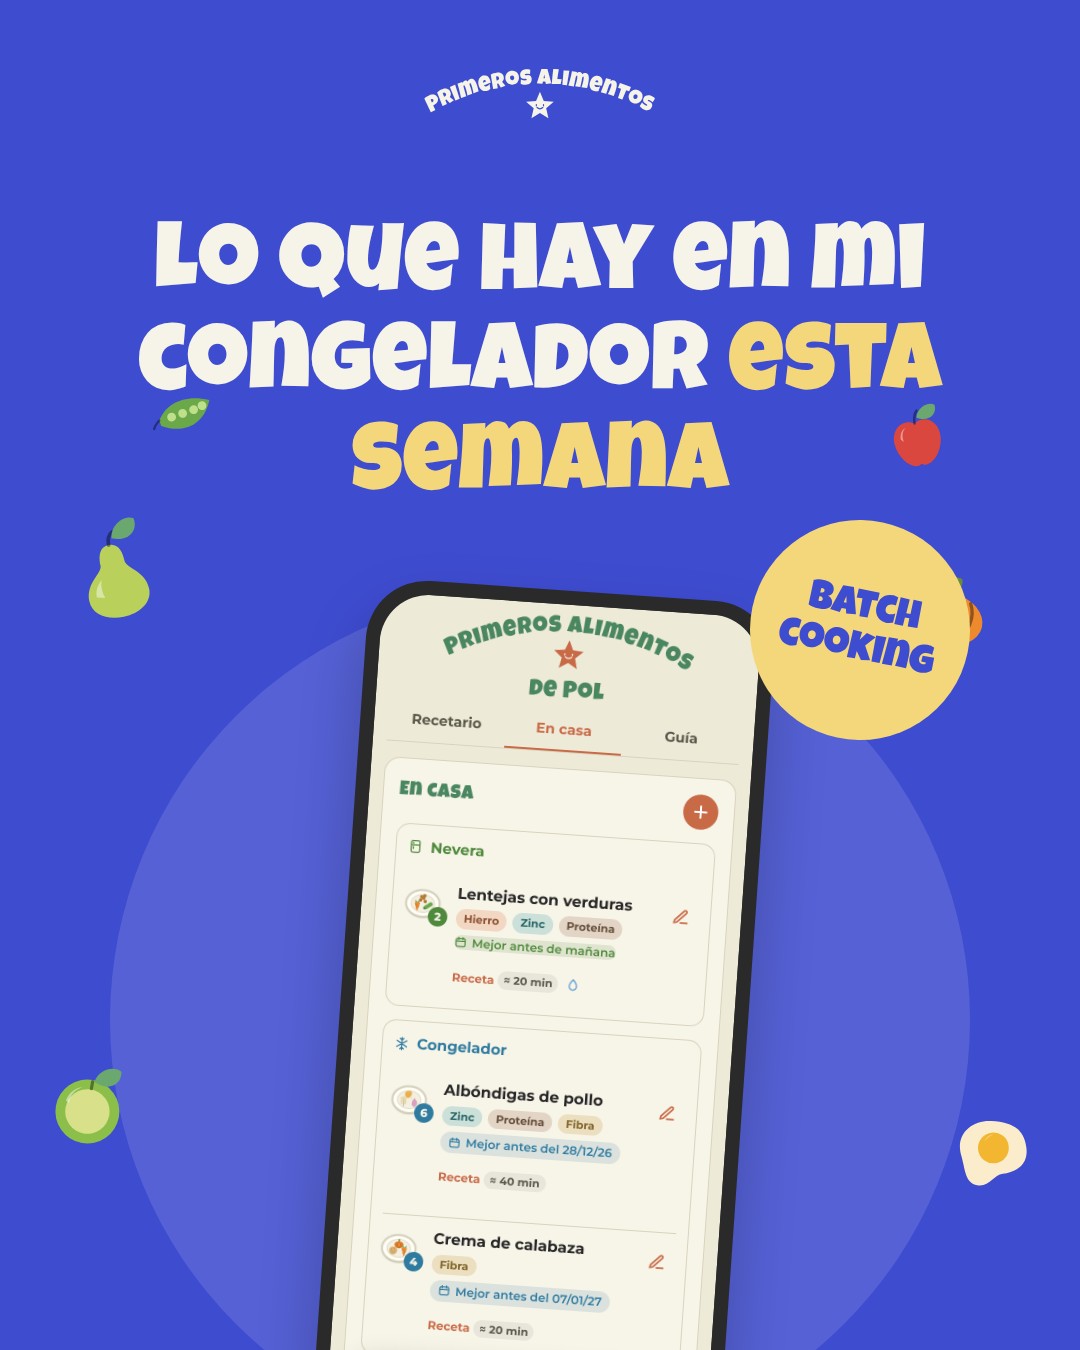 PRIMEROS ALIMENTOS
LO QUE HAY EN MI
CONGELADOR ESTA
SEMANA
BATCH
COOKING
PRIMEROS ALIMENTOS
DE POL
Recetario En casa Guía
EN CASA
Nevera
Lentejas con verduras
2
Hierro Zinc Proteína
Mejor antes de mañana
Receta ≈ 20 min
Congelador
Albóndigas de pollo
6
Zinc Proteína Fibra
Mejor antes del 28/12/26
Receta ≈ 40 min
Crema de calabaza
4
Fibra
Mejor antes del 07/01/27
Receta ≈ 20 min